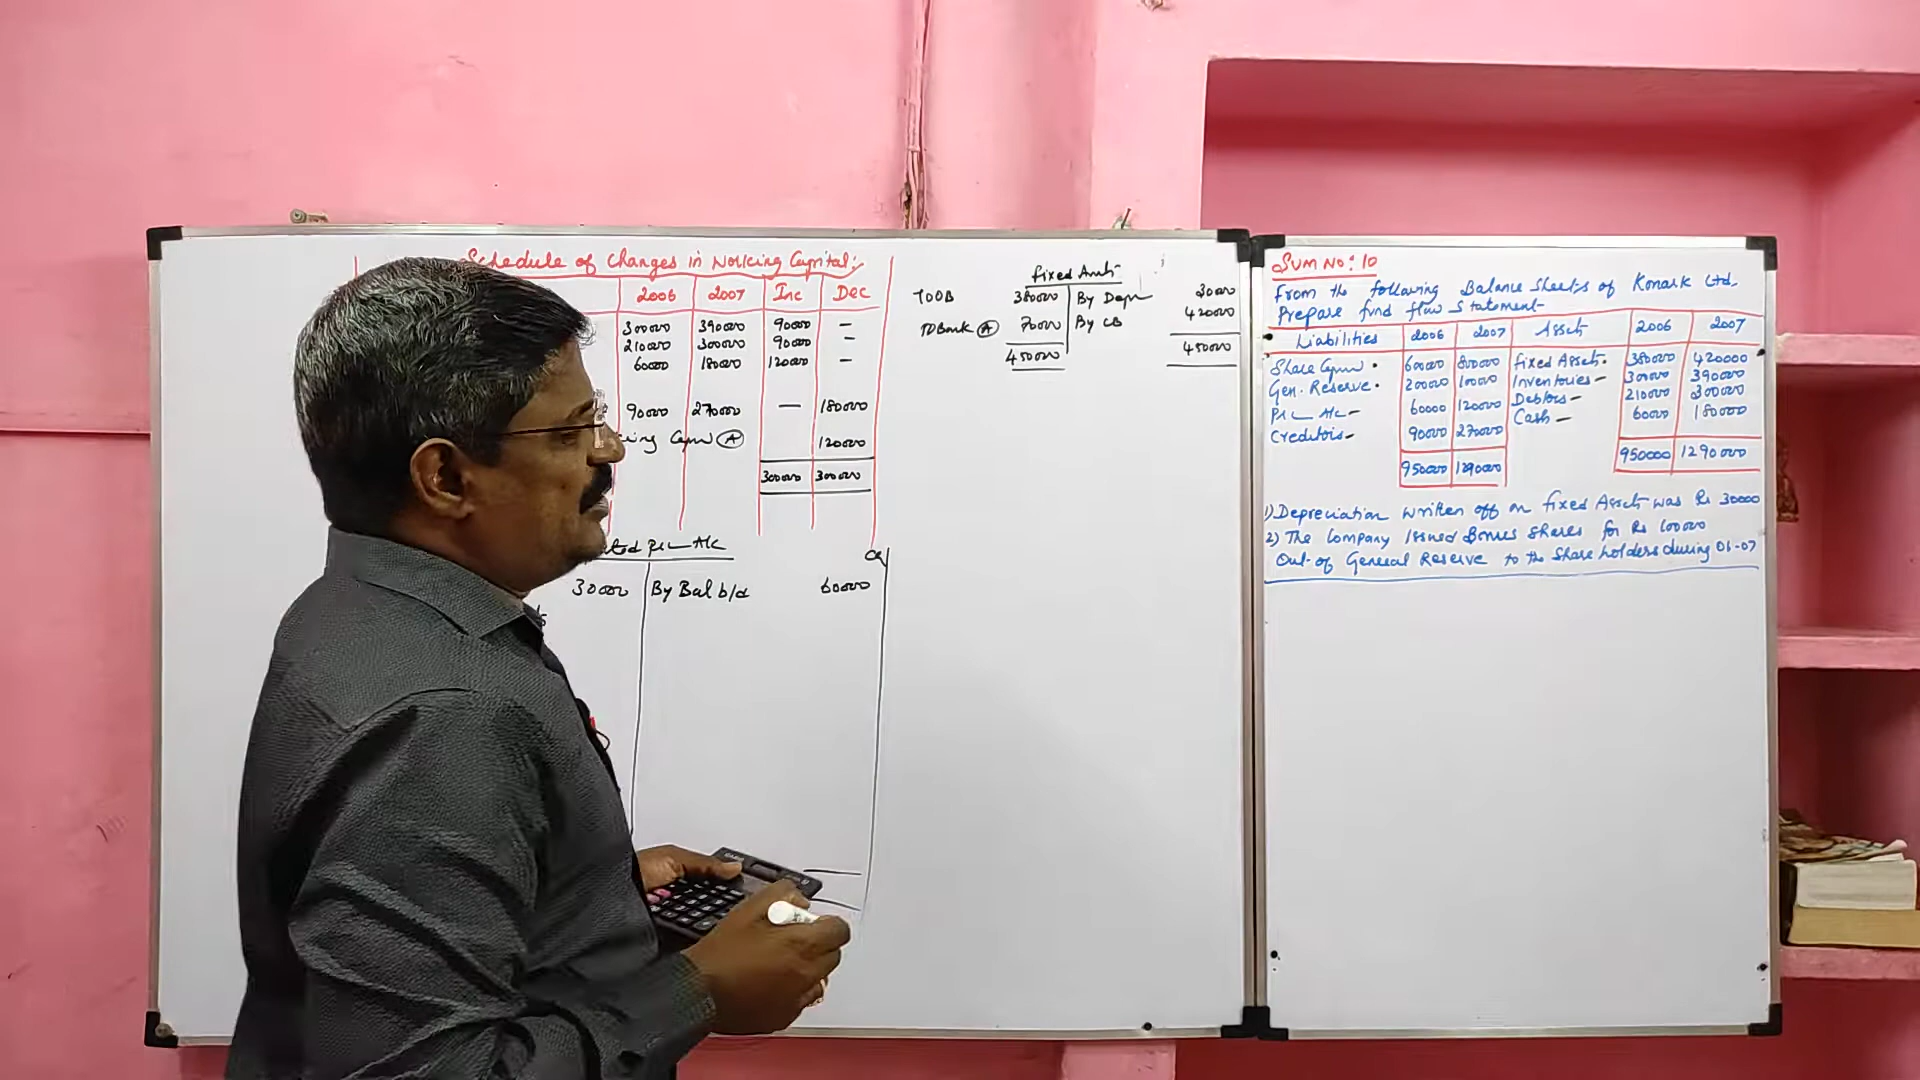 Schedule of Changes in Working Capital:
2006 2007 Inc Dec
300000 390000 90000 —
210000 300000 90000 —
60000 180000 120000 —
90000 270000 — 180000
king A 120000
300000 300000
ted P&L A/c
30000 By Bal b/d 60000
Fixed
TO OB 380000 By Depn 30000
TO Bank A 70000 By CB 420000
450000 450000
SUM NO: 10
From the following Balance Sheets of Konark Ltd.
Prepare fund flow Statement
Liabilities 2006 2007 Asset 2006 2007
Share 600000 800000 Fixed Asset. 380000 420000
Gen. Reserve. 200000 100000 Inventories 300000 390000
P&L A/c 60000 120000 Debtors 210000 300000
Creditors 90000 270000 Cash 60000 180000
950000 1290000 950000 1290000
1) Depreciation written off on fixed Assets was Rs 30000
2) The Company Issued Bonus Shares for Rs 100000
Out of General Reserve to the Share holders during 06-07